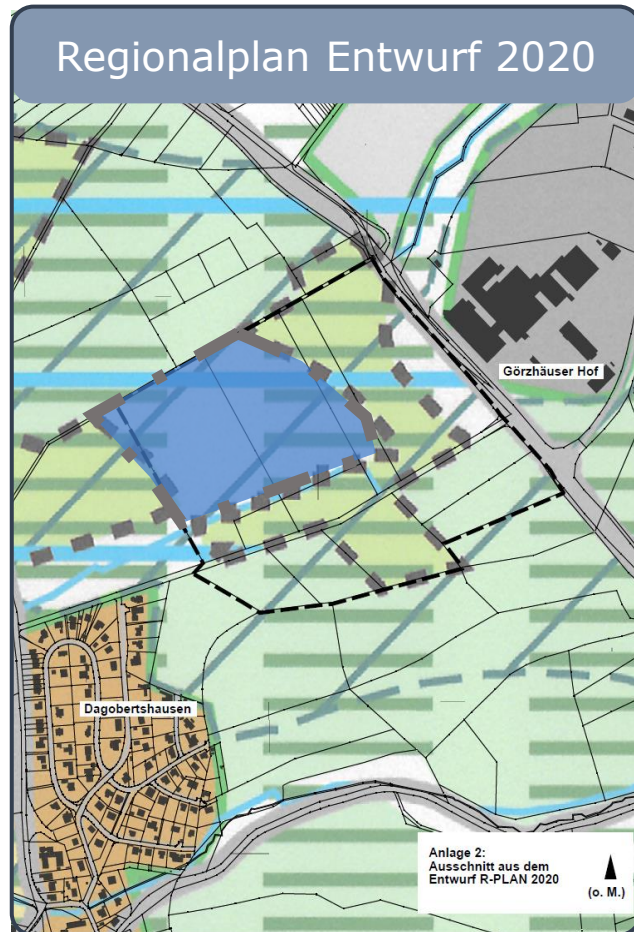 Regionalplan Entwurf 2020
Görzhäuser Hof
Dagobertshausen
Anlage 2:
Ausschnitt aus dem
Entwurf R-PLAN 2020
(o. M.)